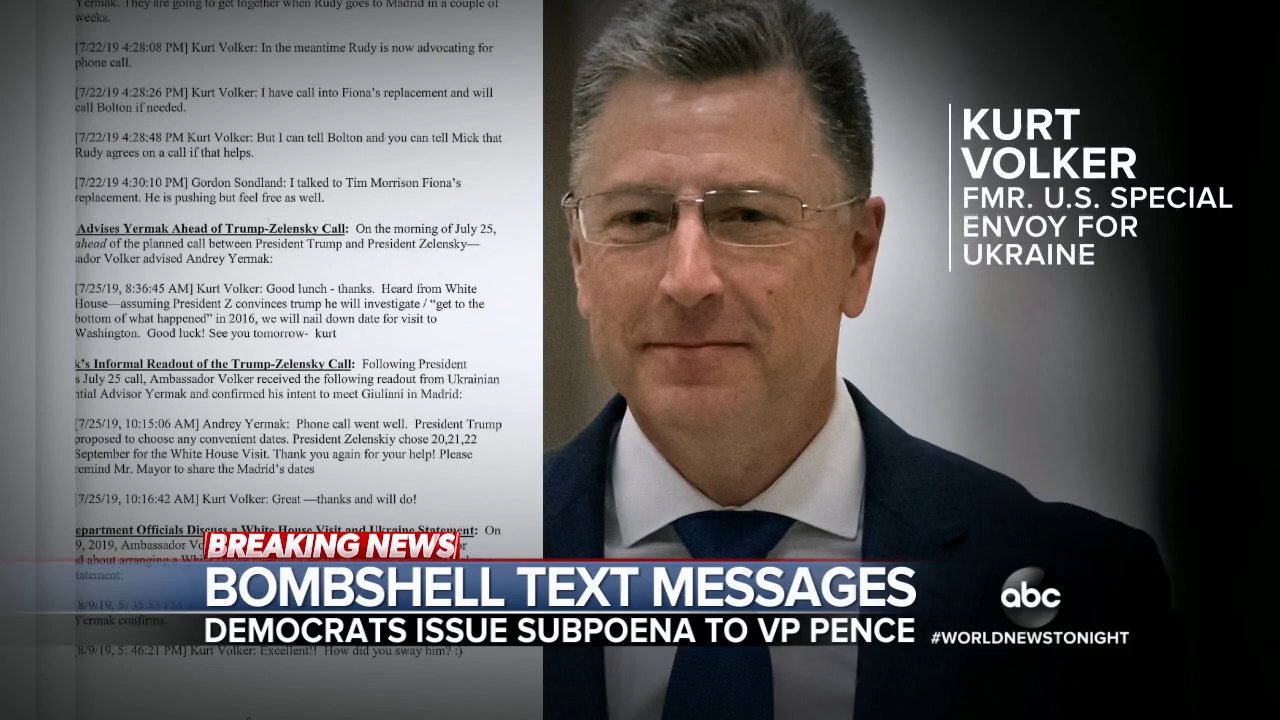 Yermak. They are going to get together when Rudy goes to Madrid in a couple of
weeks.
[7/22/19 4:28:08 PM] Kurt Volker: In the meantime Rudy is now advocating for
phone call.
[7/22/19 4:28:26 PM] Kurt Volker: I have call into Fiona’s replacement and will
call Bolton if needed.
[7/22/19 4:28:48 PM Kurt Volker: But I can tell Bolton and you can tell Mick that
Rudy agrees on a call if that helps.
[7/22/19 4:30:10 PM] Gordon Sondland: I talked to Tim Morrison Fiona’s
replacement. He is pushing but feel free as well.
Advises Yermak Ahead of Trump-Zelensky Call: On the morning of July 25,
ahead of the planned call between President Trump and President Zelensky—
sador Volker advised Andrey Yermak:
[7/25/19, 8:36:45 AM] Kurt Volker: Good lunch - thanks. Heard from White
House—assuming President Z convinces trump he will investigate / “get to the
bottom of what happened” in 2016, we will nail down date for visit to
Washington. Good luck! See you tomorrow- kurt
k’s Informal Readout of the Trump-Zelensky Call: Following President
s July 25 call, Ambassador Volker received the following readout from Ukrainian
ntial Advisor Yermak and confirmed his intent to meet Giuliani in Madrid:
[7/25/19, 10:15:06 AM] Andrey Yermak: Phone call went well. President Trump
proposed to choose any convenient dates. President Zelenskiy chose 20,21,22
September for the White House Visit. Thank you again for your help! Please
remind Mr. Mayor to share the Madrid’s dates
[7/25/19, 10:16:42 AM] Kurt Volker: Great —thanks and will do!
epartment Officials Discuss a White House Visit and Ukraine Statement: On
9, 2019, Ambassador Vo
d about arranging a Whit
tatement:
Yermak confirms.
[8/9/19, 5: 46:21 PM] Kurt Volker: Excellent!! How did you sway him? :)
KURT
VOLKER
FMR. U.S. SPECIAL
ENVOY FOR
UKRAINE
BREAKING NEWS
BOMBSHELL TEXT MESSAGES
DEMOCRATS ISSUE SUBPOENA TO VP PENCE
abc
#WORLDNEWSTONIGHT